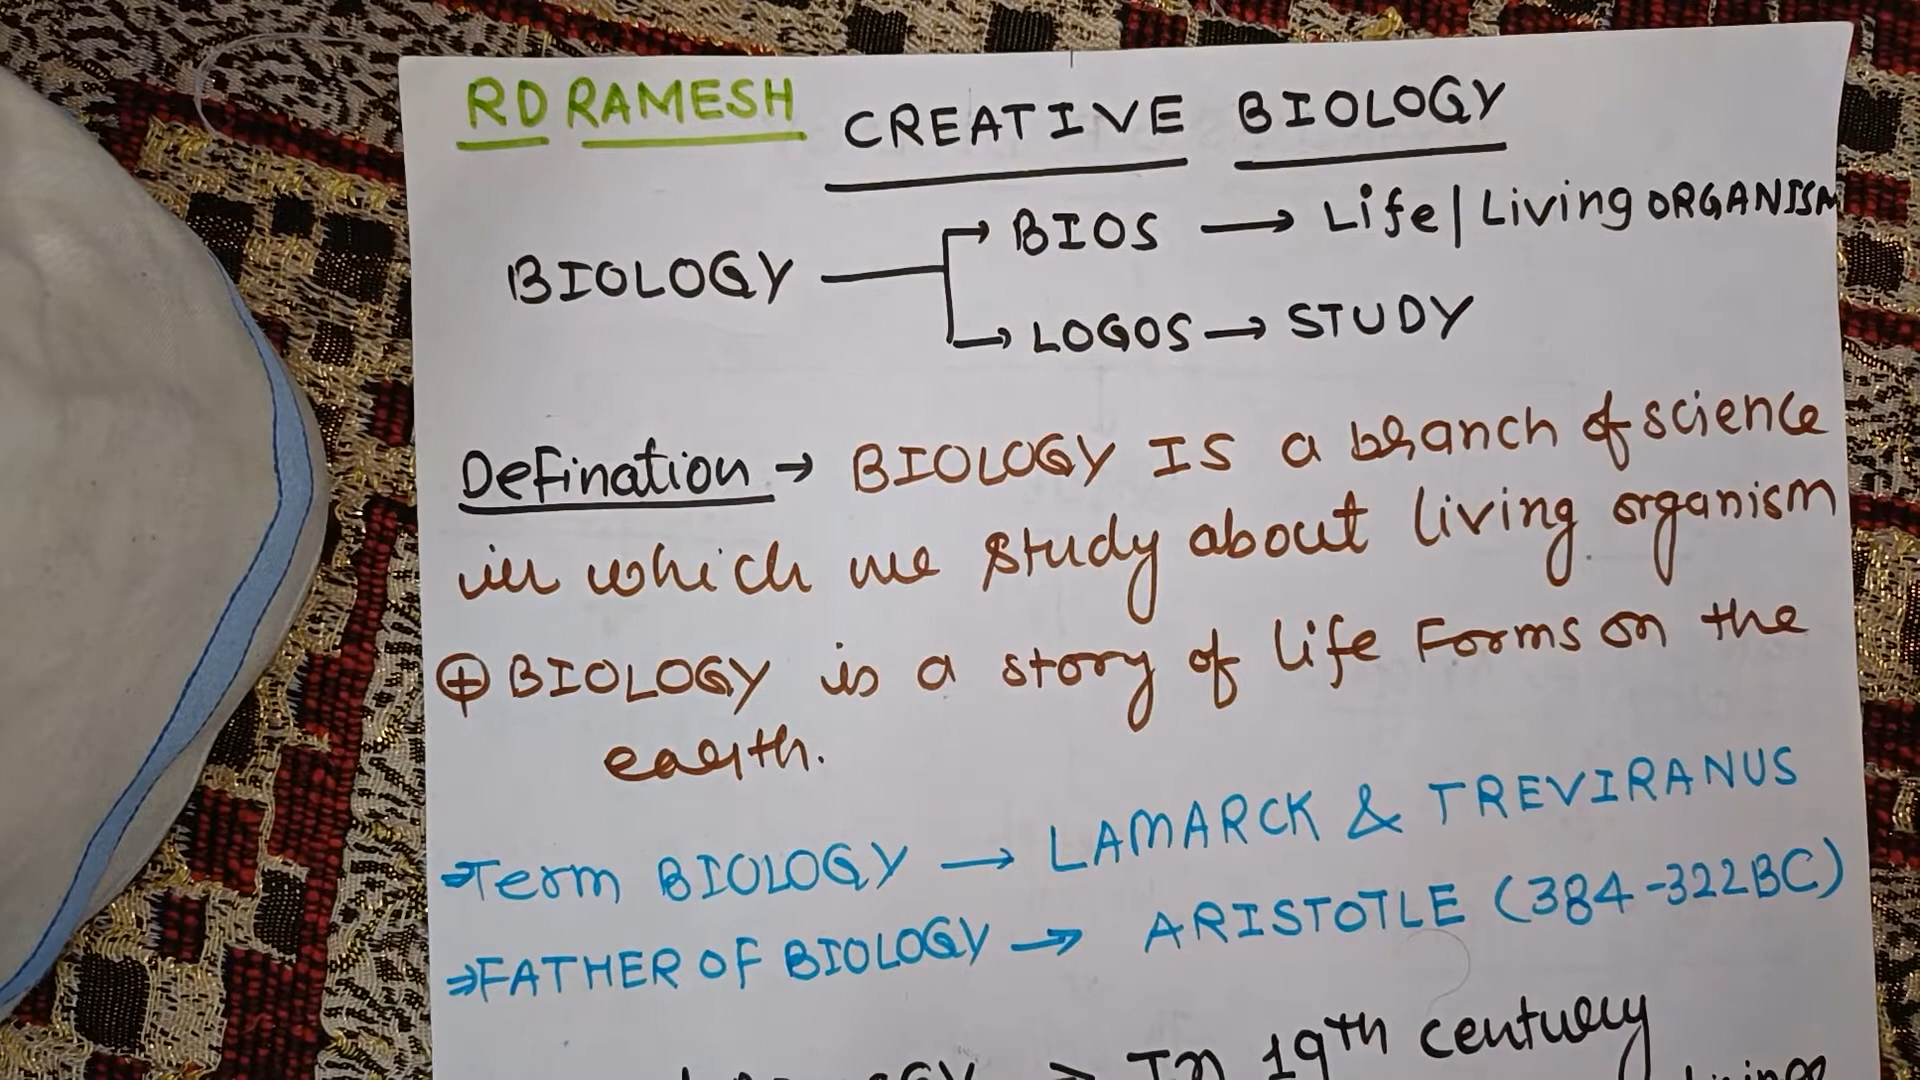 RD RAMESH CREATIVE BIOLOGY
BIOLOGY → BIOS → Life | Living ORGANISM
→ LOGOS → STUDY
Defination → BIOLOGY IS a branch of science
in which we study about living organism
⊕ BIOLOGY is a story of life Forms on the
earth.
→ Term BIOLOGY → LAMARCK & TREVIRANUS
⇒ FATHER OF BIOLOGY → ARISTOTLE (384-322BC)
→ In 19th century